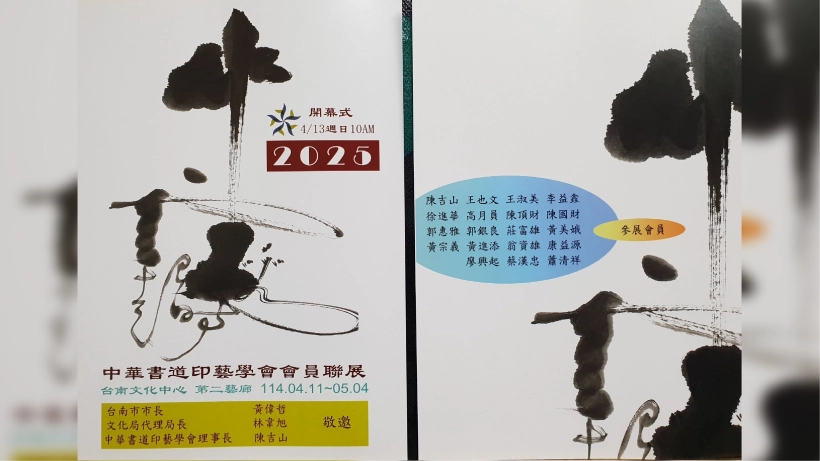 開幕式
4/13週日10AM
2025
中華書道印藝學會會員聯展
台南文化中心 第二藝廊 114.04.11~05.04
台南市市長 黃偉哲
文化局代理局長 林韋旭 敬邀
中華書道印藝學會理事長 陳吉山
陳吉山 王也文 王淑美 李益鑫
徐進華 高月員 陳頂財 陳國財
郭惠雅 郭銀良 莊富雄 黃美娥
黃宗義 黃進添 翁資雄 康益源
廖興起 蔡漢忠 蕭清祥
參展會員